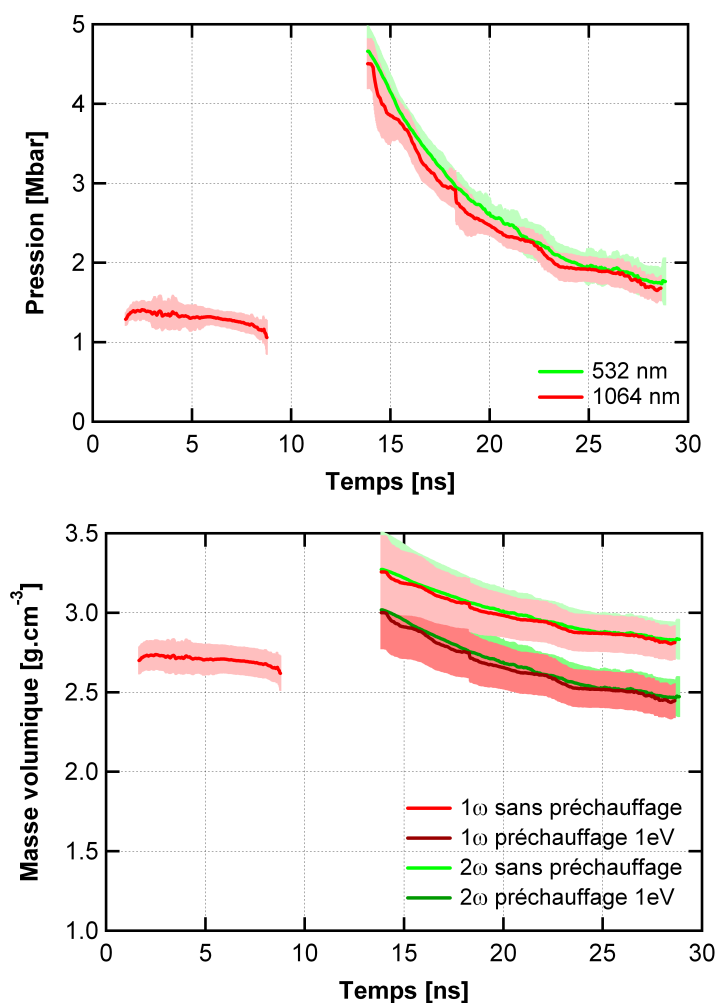 5
4
3
2
1
0
Pression [Mbar]
532 nm
1064 nm
0 5 10 15 20 25 30
Temps [ns]
3.5
3.0
2.5
2.0
1.5
1.0
Masse volumique [g.cm⁻³]
1ω sans préchauffage
1ω préchauffage 1eV
2ω sans préchauffage
2ω préchauffage 1eV
0 5 10 15 20 25 30
Temps [ns]